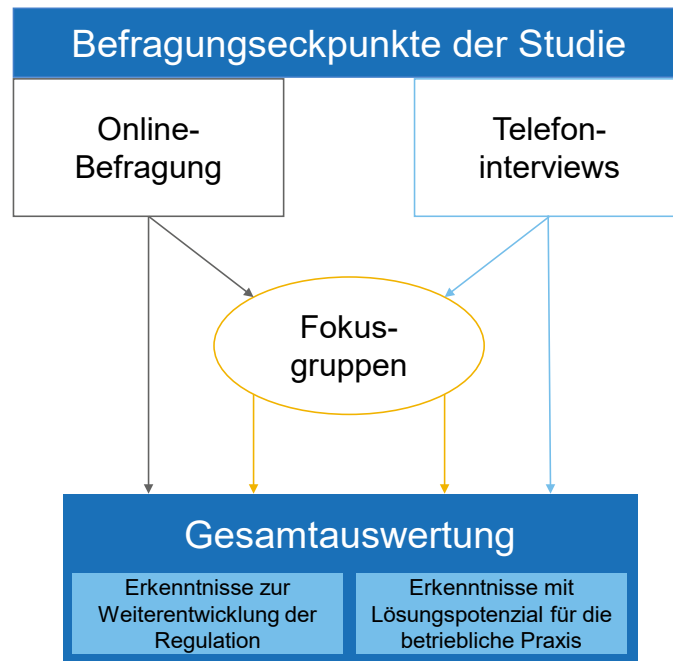 Befragungseckpunkte der Studie
Online-
Befragung
Telefon-
interviews
Fokus-
gruppen
Gesamtauswertung
Erkenntnisse zur
Weiterentwicklung der
Regulation
Erkenntnisse mit
Lösungspotenzial für die
betriebliche Praxis